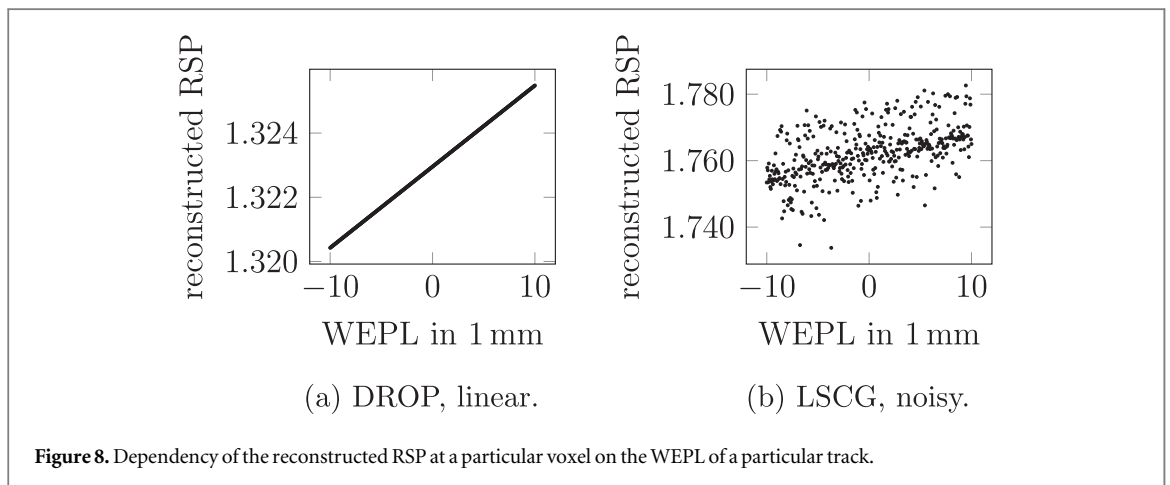 reconstructed RSP
1.324
1.322
1.320
−10 0 10
WEPL in 1 mm
(a) DROP, linear.
reconstructed RSP
1.780
1.760
1.740
−10 0 10
WEPL in 1 mm
(b) LSCG, noisy.
Figure 8. Dependency of the reconstructed RSP at a particular voxel on the WEPL of a particular track.